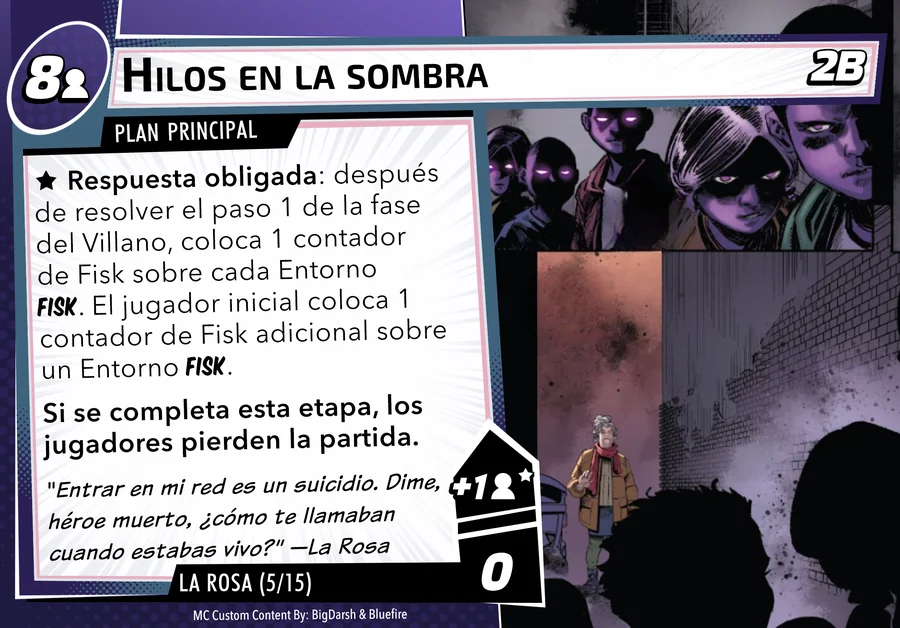 8
HILOS EN LA SOMBRA
2B
PLAN PRINCIPAL
★ Respuesta obligada: después
de resolver el paso 1 de la fase
del Villano, coloca 1 contador
de Fisk sobre cada Entorno
FISK. El jugador inicial coloca 1
contador de Fisk adicional sobre
un Entorno FISK.
Si se completa esta etapa, los
jugadores pierden la partida.
"Entrar en mi red es un suicidio. Dime,
héroe muerto, ¿cómo te llamaban
cuando estabas vivo?" —La Rosa
+1★
0
LA ROSA (5/15)
MC Custom Content By: BigDarsh & Bluefire